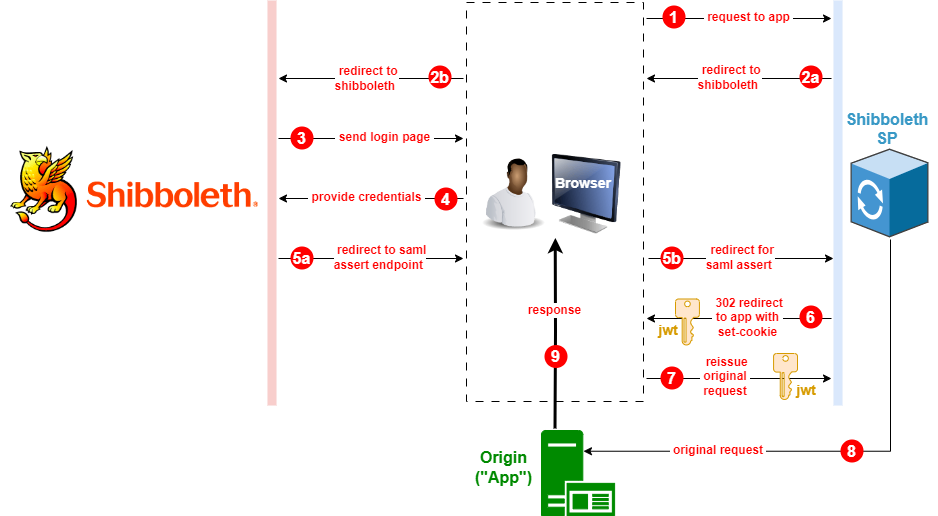 1 request to app
redirect to
shibboleth
2b
redirect to
shibboleth
2a
3 send login page
Shibboleth
SP
Shibboleth.
Browser
provide credentials 4
5a redirect to saml
assert endpoint
5b redirect for
saml assert
response
jwt
302 redirect
to app with
set-cookie
6
9
7 reissue
original
request
jwt
original request 8
Origin
("App")